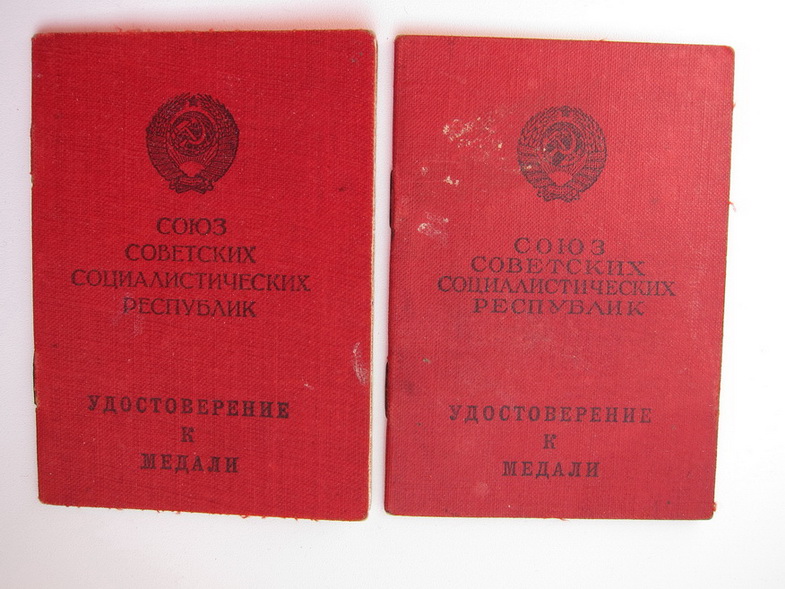 СОЮЗ
СОВЕТСКИХ
СОЦИАЛИСТИЧЕСКИХ
РЕСПУБЛИК
УДОСТОВЕРЕНИЕ
К
МЕДАЛИ
СОЮЗ
СОВЕТСКИХ
СОЦИАЛИСТИЧЕСКИХ
РЕСПУБЛИК
УДОСТОВЕРЕНИЕ
К
МЕДАЛИ